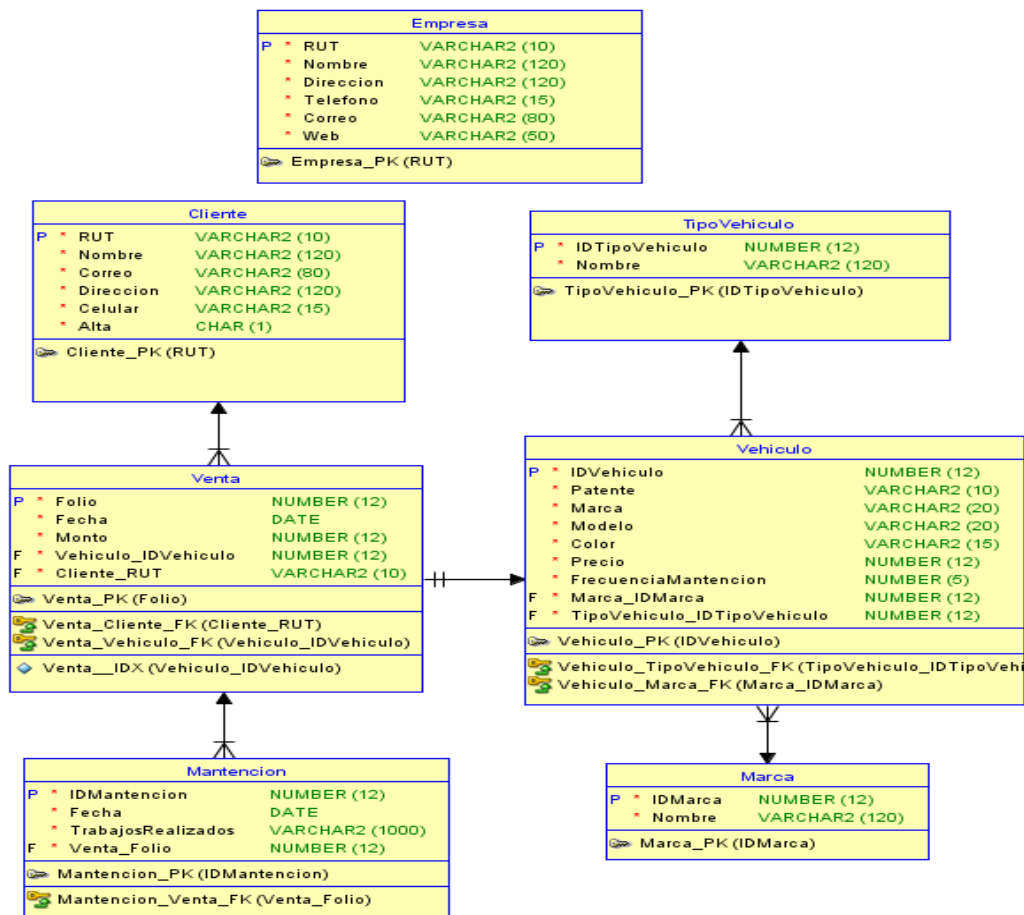 Empresa
P * RUT VARCHAR2 (10)
* Nombre VARCHAR2 (120)
* Direccion VARCHAR2 (120)
* Telefono VARCHAR2 (15)
* Correo VARCHAR2 (80)
* Web VARCHAR2 (50)
Empresa_PK (RUT)
Cliente
P * RUT VARCHAR2 (10)
* Nombre VARCHAR2 (120)
* Correo VARCHAR2 (80)
* Direccion VARCHAR2 (120)
* Celular VARCHAR2 (15)
* Alta CHAR (1)
Cliente_PK (RUT)
TipoVehiculo
P * IDTipoVehiculo NUMBER (12)
* Nombre VARCHAR2 (120)
TipoVehiculo_PK (IDTipoVehiculo)
Venta
P * Folio NUMBER (12)
* Fecha DATE
* Monto NUMBER (12)
F * Vehiculo_IDVehiculo NUMBER (12)
F * Cliente_RUT VARCHAR2 (10)
Venta_PK (Folio)
Venta_Cliente_FK (Cliente_RUT)
Venta_Vehiculo_FK (Vehiculo_IDVehiculo)
Venta__IDX (Vehiculo_IDVehiculo)
Vehiculo
P * IDVehiculo NUMBER (12)
* Patente VARCHAR2 (10)
* Marca VARCHAR2 (20)
* Modelo VARCHAR2 (20)
* Color VARCHAR2 (15)
* Precio NUMBER (12)
* FrecuenciaMantencion NUMBER (5)
F * Marca_IDMarca NUMBER (12)
F * TipoVehiculo_IDTipoVehiculo NUMBER (12)
Vehiculo_PK (IDVehiculo)
Vehiculo_TipoVehiculo_FK (TipoVehiculo_IDTipoVehi
Vehiculo_Marca_FK (Marca_IDMarca)
Mantencion
P * IDMantencion NUMBER (12)
* Fecha DATE
* TrabajosRealizados VARCHAR2 (1000)
F * Venta_Folio NUMBER (12)
Mantencion_PK (IDMantencion)
Mantencion_Venta_FK (Venta_Folio)
Marca
P * IDMarca NUMBER (12)
* Nombre VARCHAR2 (120)
Marca_PK (IDMarca)